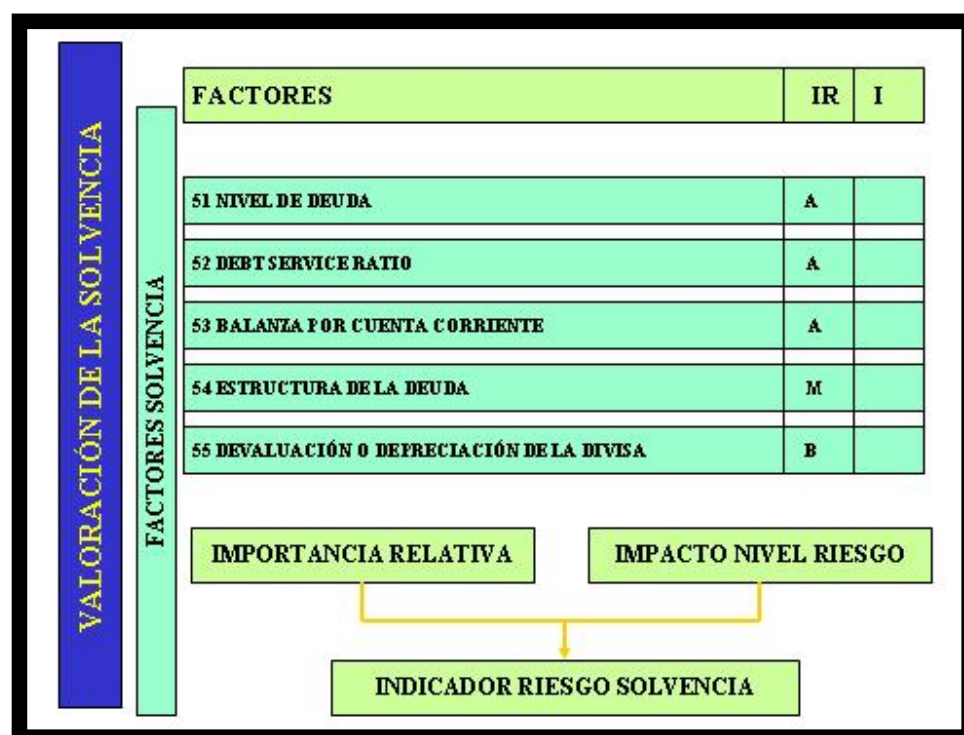 VALORACIÓN DE LA SOLVENCIA
FACTORES SOLVENCIA
FACTORES IR I
51 NIVEL DE DEUDA A
52 DEBT SERVICE RATIO A
53 BALANZA POR CUENTA CORRIENTE A
54 ESTRUCTURA DE LA DEUDA M
55 DEVALUACIÓN O DEPRECIACIÓN DE LA DIVISA B
IMPORTANCIA RELATIVA IMPACTO NIVEL RIESGO
INDICADOR RIESGO SOLVENCIA